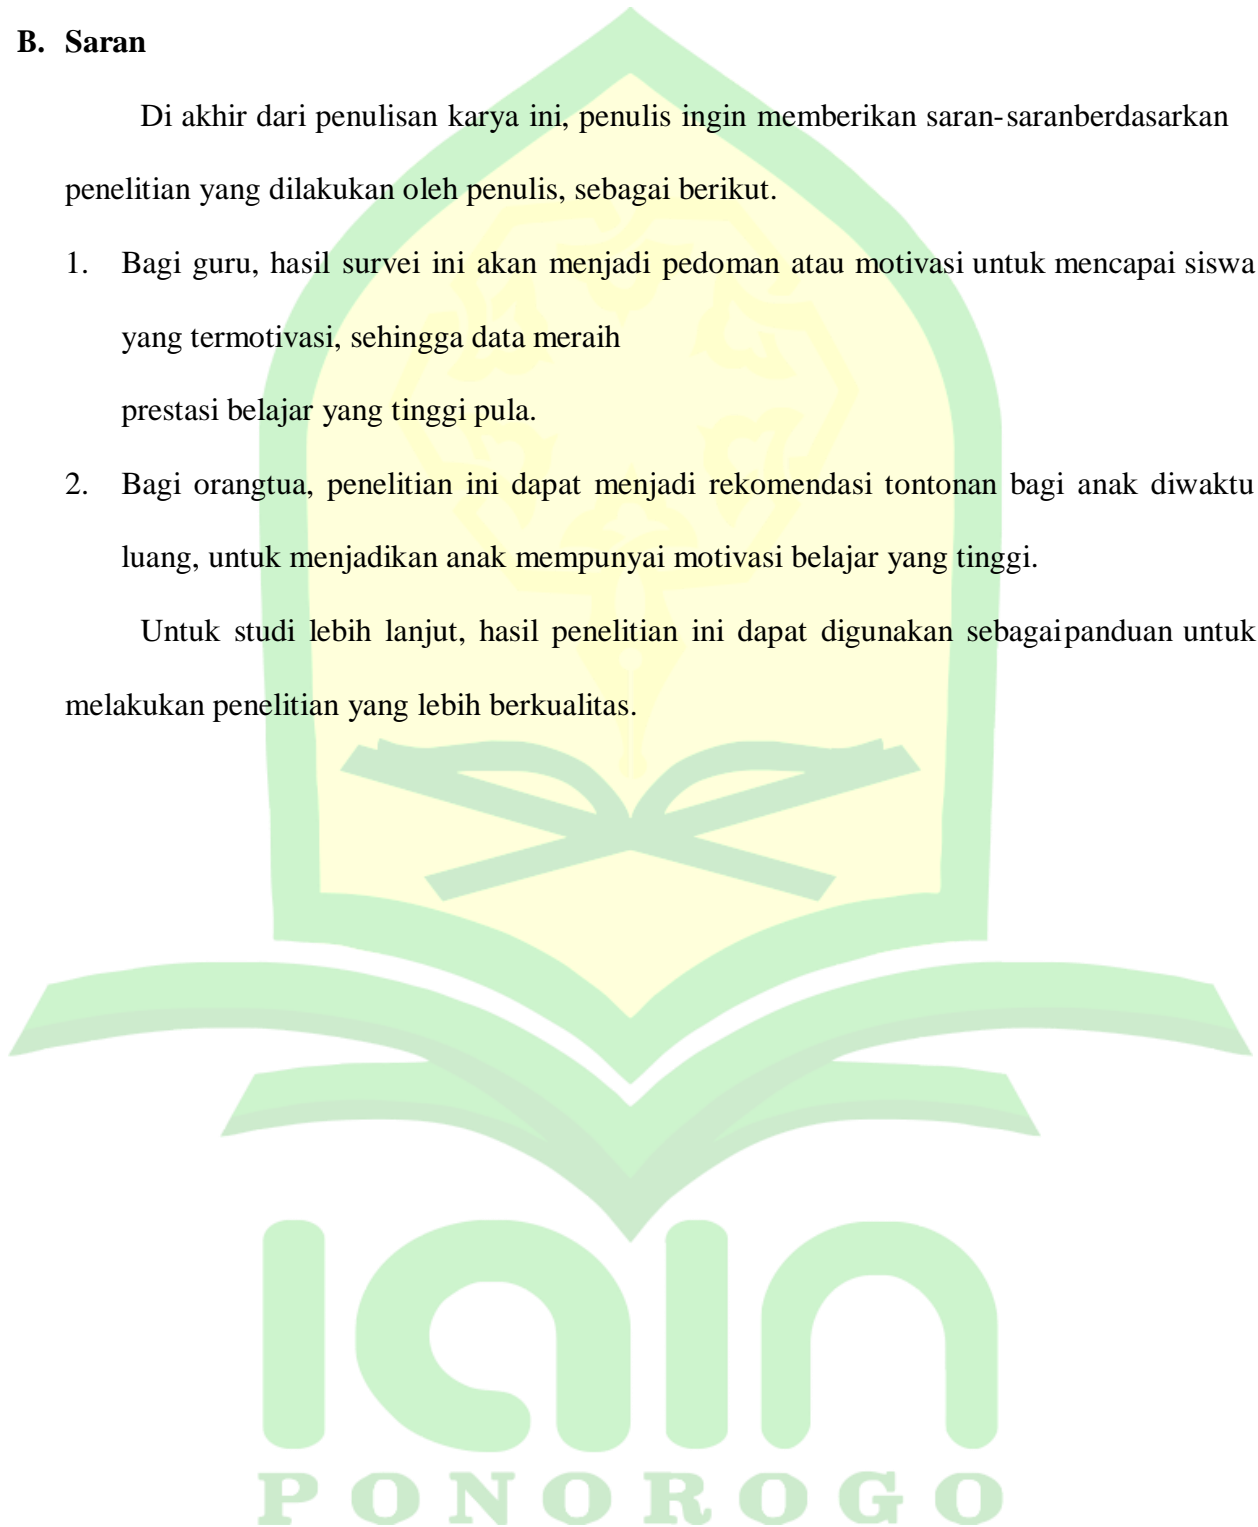 B. Saran
Di akhir dari penulisan karya ini, penulis ingin memberikan saran-saranberdasarkan
penelitian yang dilakukan oleh penulis, sebagai berikut.
1. Bagi guru, hasil survei ini akan menjadi pedoman atau motivasi untuk mencapai siswa
yang termotivasi, sehingga data meraih
prestasi belajar yang tinggi pula.
2. Bagi orangtua, penelitian ini dapat menjadi rekomendasi tontonan bagi anak diwaktu
luang, untuk menjadikan anak mempunyai motivasi belajar yang tinggi.
Untuk studi lebih lanjut, hasil penelitian ini dapat digunakan sebagaipanduan untuk
melakukan penelitian yang lebih berkualitas.
iain
PONOROGO